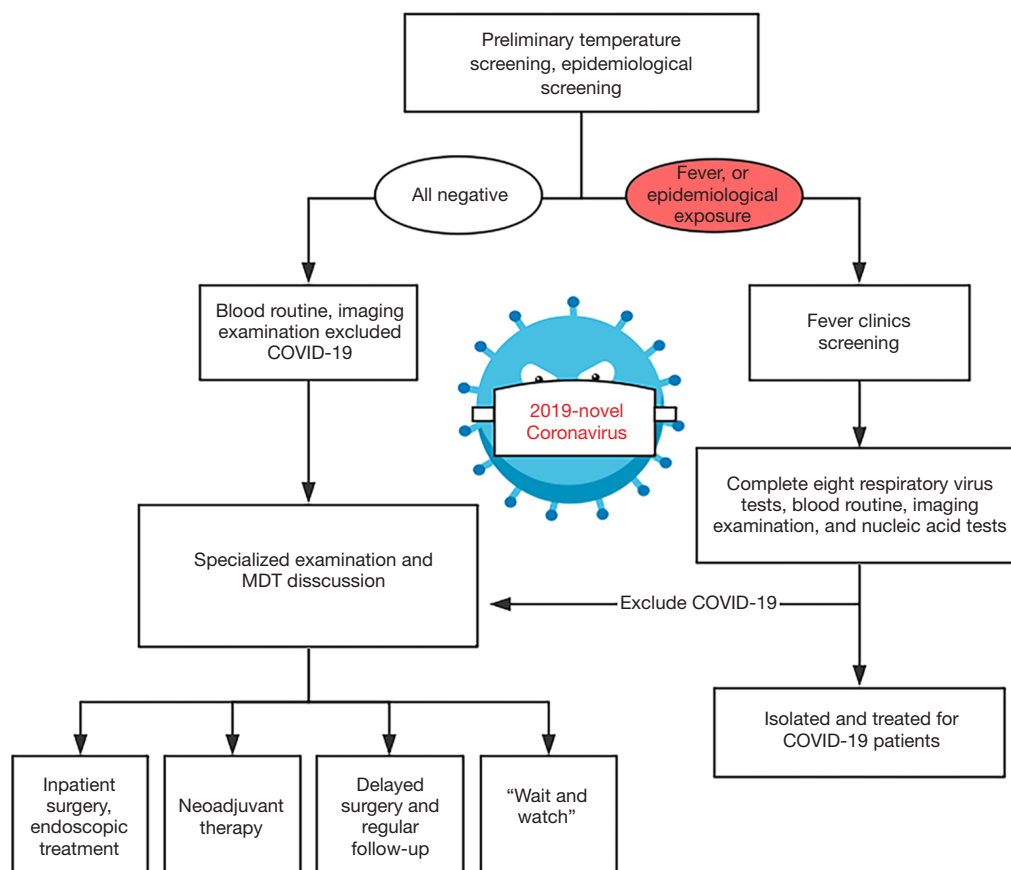 Preliminary temperature
screening, epidemiological
screening
All negative
Fever, or
epidemiological
exposure
Blood routine, imaging
examination excluded
COVID-19
Fever clinics
screening
2019-novel
Coronavirus
Complete eight respiratory virus
tests, blood routine, imaging
examination, and nucleic acid tests
Specialized examination and
MDT disscussion
Exclude COVID-19
Isolated and treated for
COVID-19 patients
Inpatient
surgery,
endoscopic
treatment
Neoadjuvant
therapy
Delayed
surgery and
regular
follow-up
“Wait and
watch”